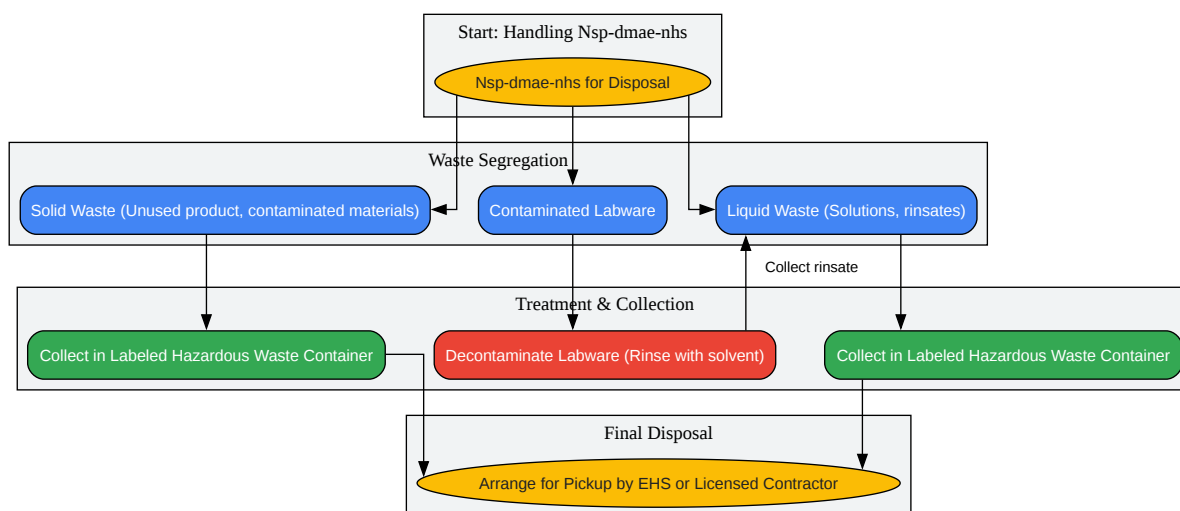 Start: Handling Nsp-dmae-nhs
Nsp-dmae-nhs for Disposal
Waste Segregation
Solid Waste (Unused product, contaminated materials)
Contaminated Labware
Liquid Waste (Solutions, rinsates)
Collect rinsate
Treatment & Collection
Collect in Labeled Hazardous Waste Container
Decontaminate Labware (Rinse with solvent)
Collect in Labeled Hazardous Waste Container
Final Disposal
Arrange for Pickup by EHS or Licensed Contractor